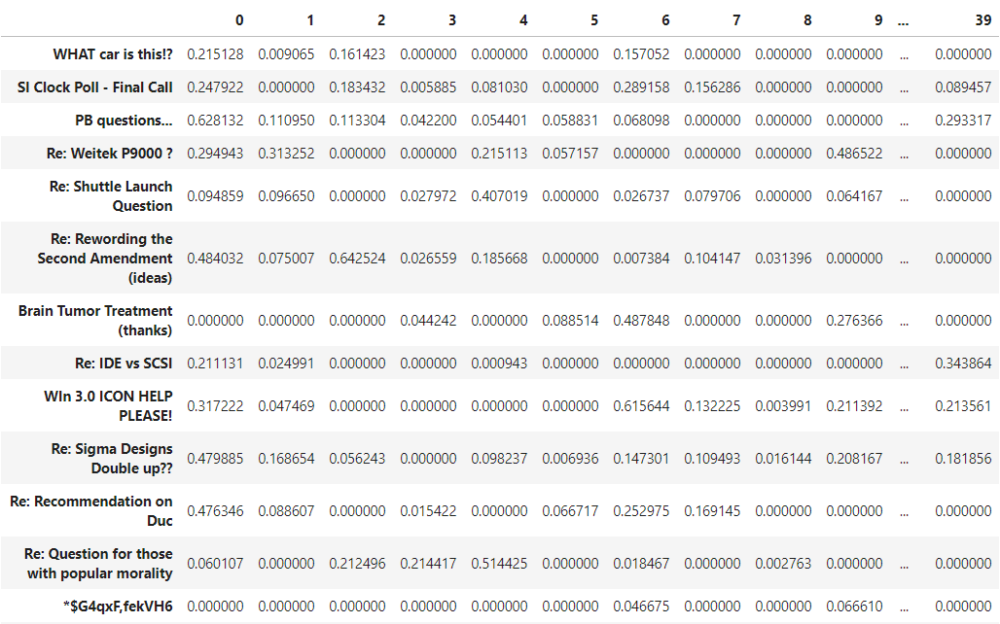 0 1 2 3 4 5 6 7 8 9 ... 39
WHAT car is this!? 0.215128 0.009065 0.161423 0.000000 0.000000 0.000000 0.157052 0.000000 0.000000 0.000000 ... 0.000000
SI Clock Poll - Final Call 0.247922 0.000000 0.183432 0.005885 0.081030 0.000000 0.289158 0.156286 0.000000 0.000000 ... 0.089457
PB questions... 0.628132 0.110950 0.113304 0.042200 0.054401 0.058831 0.068098 0.000000 0.000000 0.000000 ... 0.293317
Re: Weitek P9000 ? 0.294943 0.313252 0.000000 0.000000 0.215113 0.057157 0.000000 0.000000 0.000000 0.486522 ... 0.000000
Re: Shuttle Launch
Question 0.094859 0.096650 0.000000 0.027972 0.407019 0.000000 0.026737 0.079706 0.000000 0.064167 ... 0.000000
Re: Rewording the
Second Amendment 0.484032 0.075007 0.642524 0.026559 0.185668 0.000000 0.007384 0.104147 0.031396 0.000000 ... 0.000000
(ideas)
Brain Tumor Treatment
(thanks) 0.000000 0.000000 0.000000 0.044242 0.000000 0.088514 0.487848 0.000000 0.000000 0.276366 ... 0.000000
Re: IDE vs SCSI 0.211131 0.024991 0.000000 0.000000 0.000943 0.000000 0.000000 0.000000 0.000000 0.000000 ... 0.343864
WIn 3.0 ICON HELP
PLEASE! 0.317222 0.047469 0.000000 0.000000 0.000000 0.000000 0.615644 0.132225 0.003991 0.211392 ... 0.213561
Re: Sigma Designs
Double up?? 0.479885 0.168654 0.056243 0.000000 0.098237 0.006936 0.147301 0.109493 0.016144 0.208167 ... 0.181856
Re: Recommendation on
Duc 0.476346 0.088607 0.000000 0.015422 0.000000 0.066717 0.252975 0.169145 0.000000 0.000000 ... 0.000000
Re: Question for those
with popular morality 0.060107 0.000000 0.212496 0.214417 0.514425 0.000000 0.018467 0.000000 0.002763 0.000000 ... 0.000000
*$G4qxF,fekVH6 0.000000 0.000000 0.000000 0.000000 0.000000 0.000000 0.046675 0.000000 0.000000 0.066610 ... 0.000000